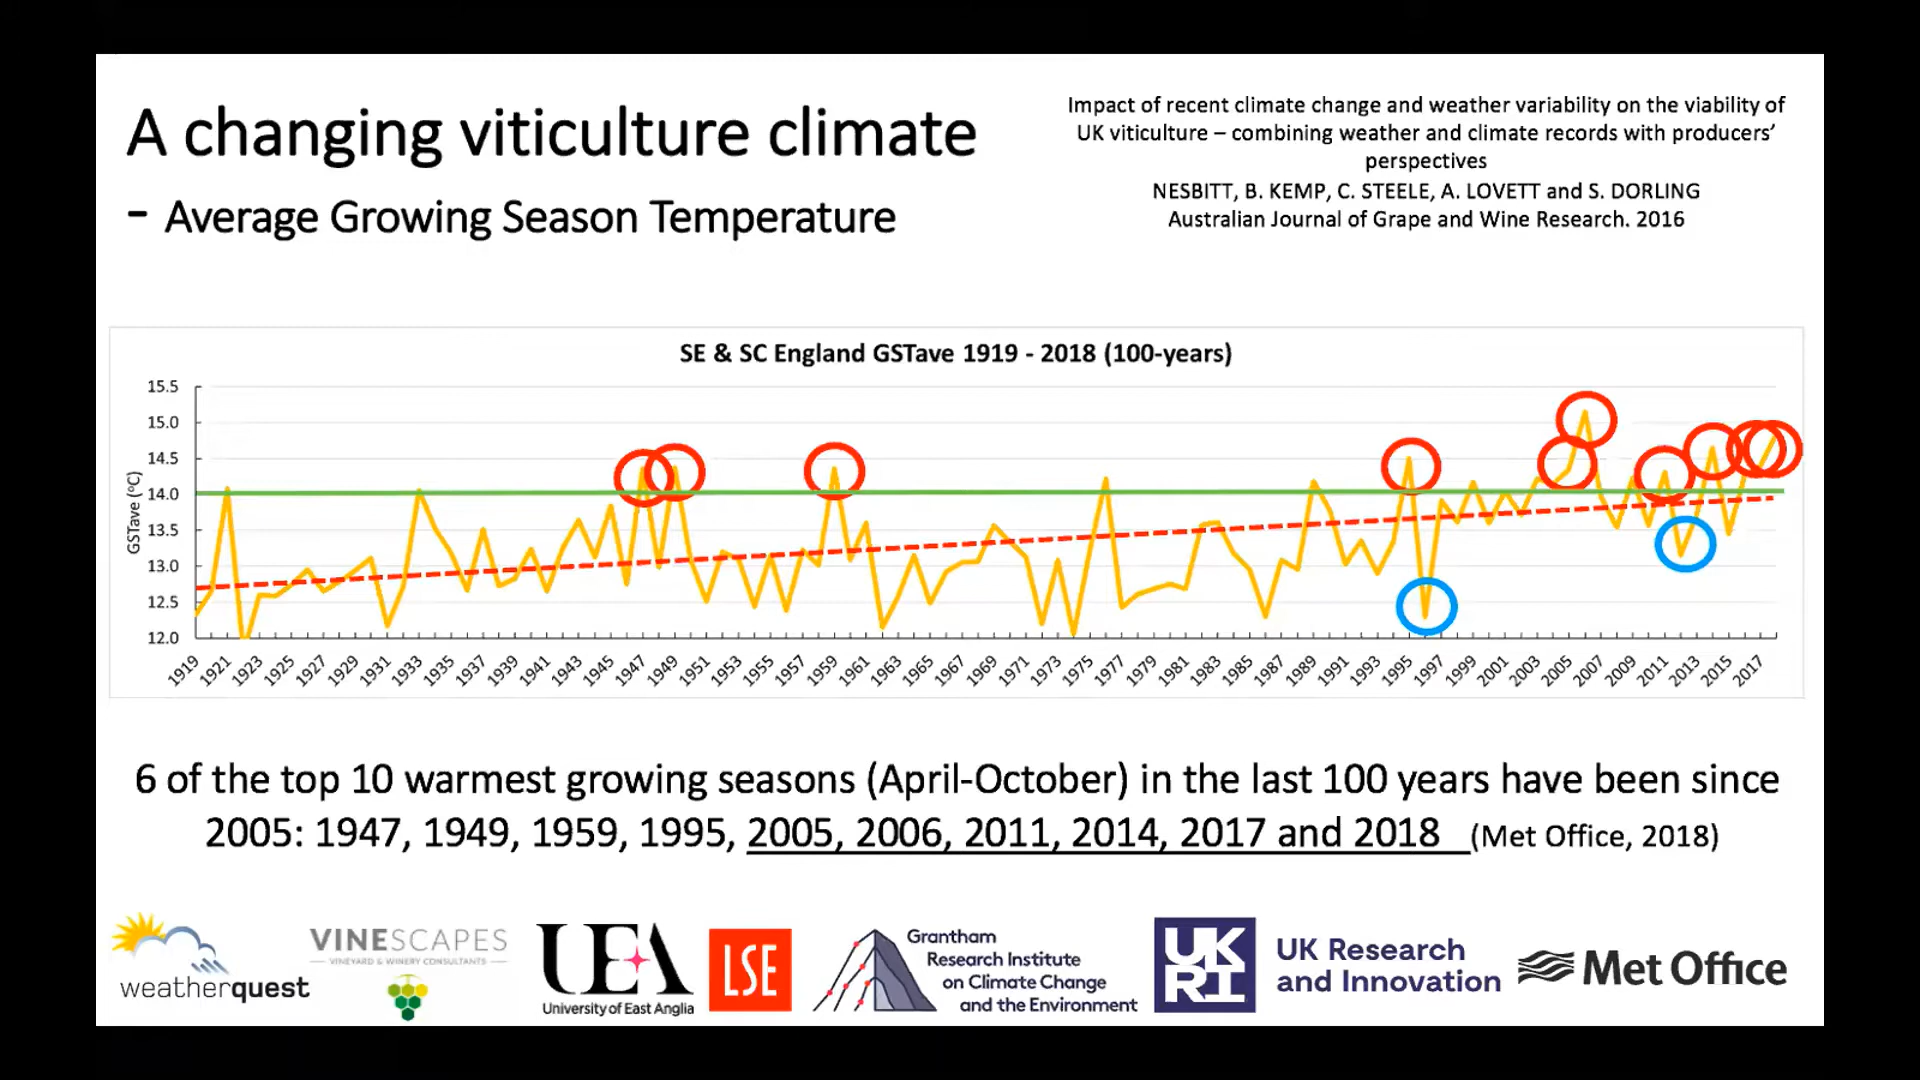 A changing viticulture climate
- Average Growing Season Temperature
Impact of recent climate change and weather variability on the viability of
UK viticulture – combining weather and climate records with producers’
perspectives
NESBITT, B. KEMP, C. STEELE, A. LOVETT and S. DORLING
Australian Journal of Grape and Wine Research. 2016
SE & SC England GSTave 1919 - 2018 (100-years)
GSTave (°C)
15.5
15.0
14.5
14.0
13.5
13.0
12.5
12.0
1919 1921 1923 1925 1927 1929 1931 1933 1935 1937 1939 1941 1943 1945 1947 1949 1951 1953 1955 1957 1959 1961 1963 1965 1967 1969 1971 1973 1975 1977 1979 1981 1983 1985 1987 1989 1991 1993 1995 1997 1999 2001 2003 2005 2007 2009 2011 2013 2015 2017
6 of the top 10 warmest growing seasons (April-October) in the last 100 years have been since
2005: 1947, 1949, 1959, 1995, 2005, 2006, 2011, 2014, 2017 and 2018 (Met Office, 2018)
weatherquest
VINESCAPES
VINEYARD & WINERY CONSULTANTS
UEA
University of East Anglia
LSE
Grantham
Research Institute
on Climate Change
and the Environment
UK
RI
UK Research
and Innovation
Met Office